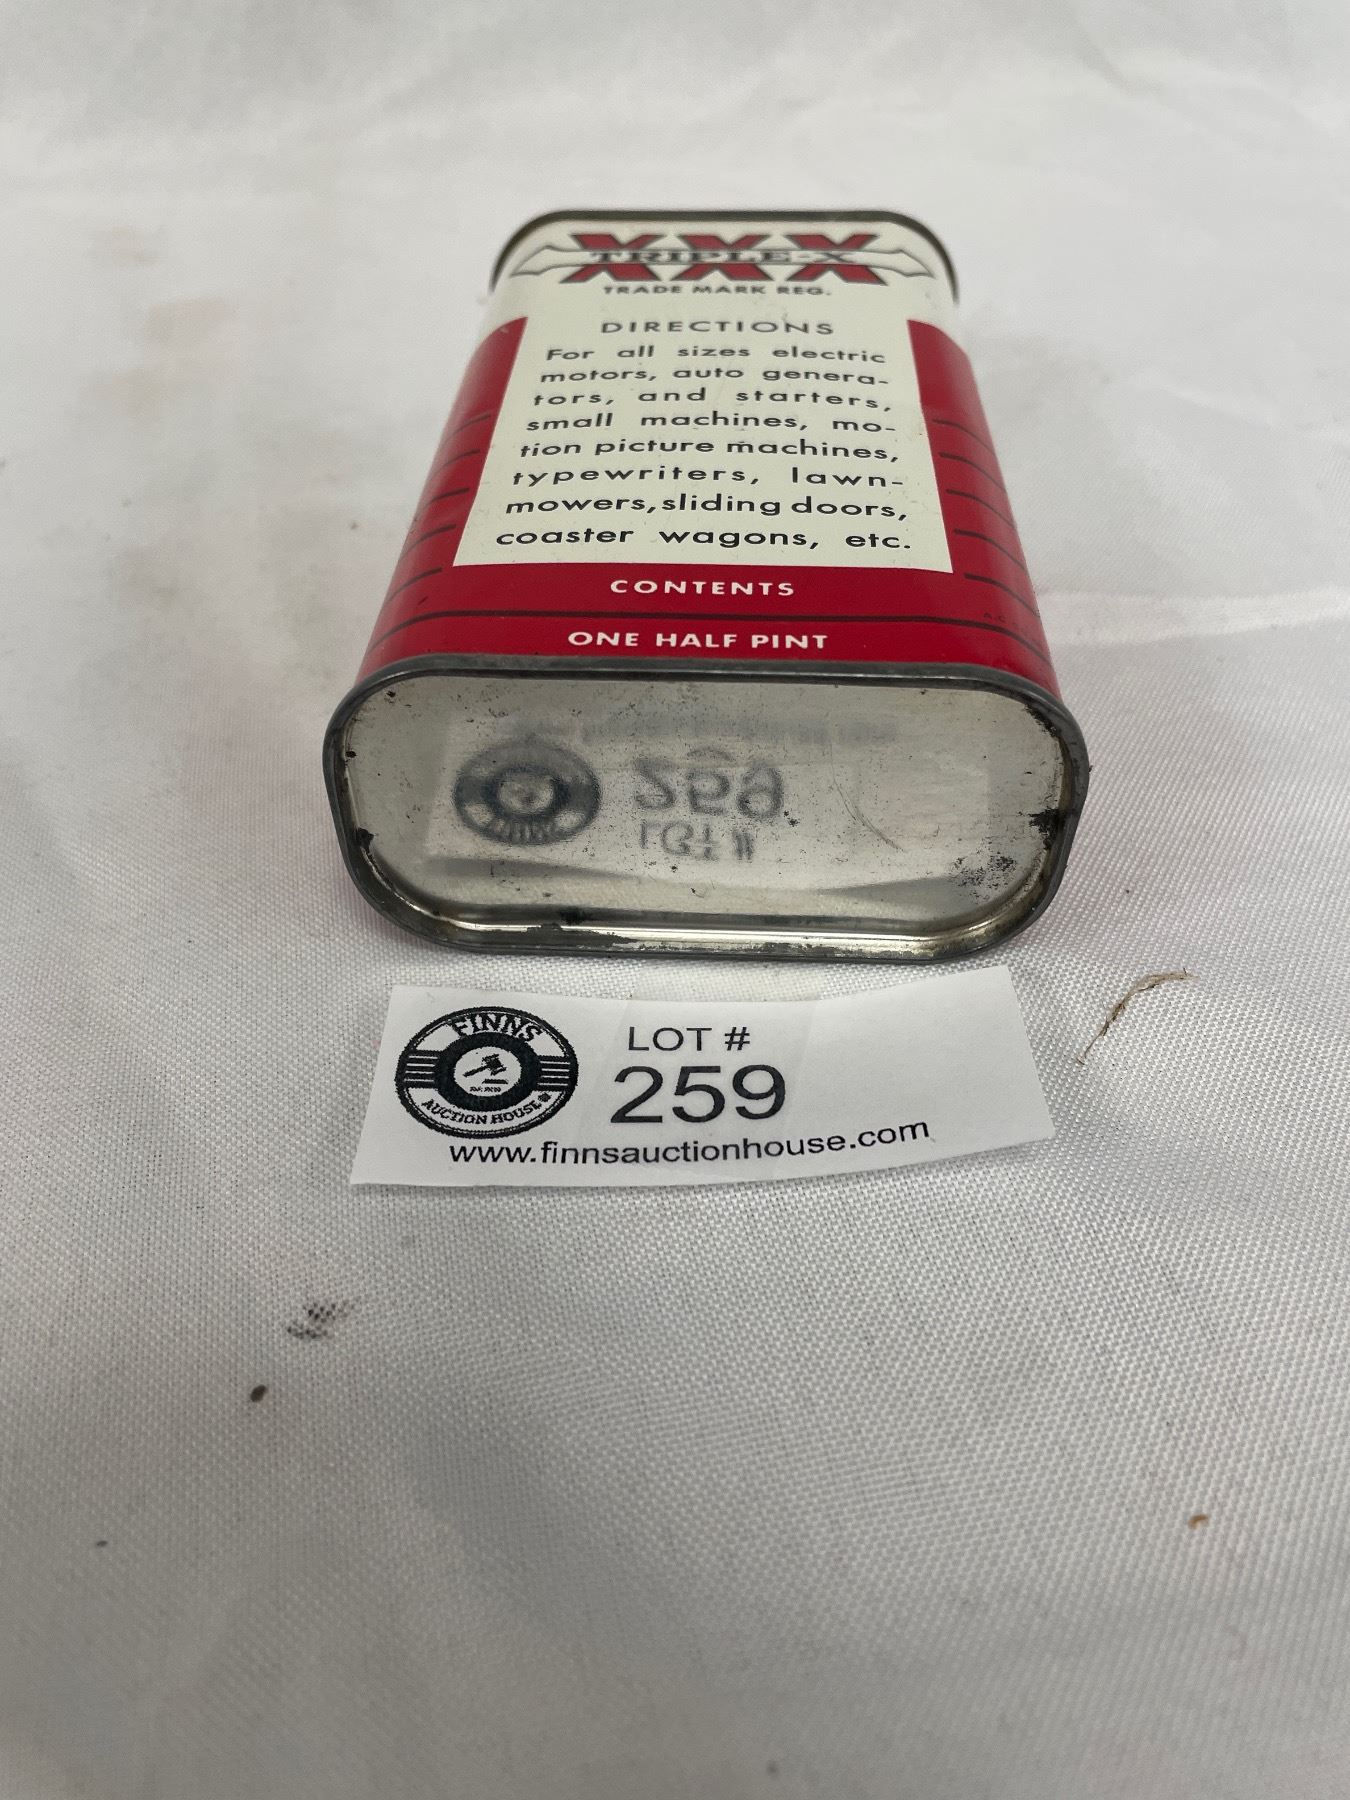 XXX
TRIPLE-X
TRADE MARK REG.
DIRECTIONS
For all sizes electric
motors, auto genera-
tors, and starters,
small machines, mo-
tion picture machines,
typewriters, lawn-
mowers, sliding doors,
coaster wagons, etc.
CONTENTS
ONE HALF PINT
259
LOT #
FINNS
AUCTION HOUSE
LOT #
259
www.finnsauctionhouse.com